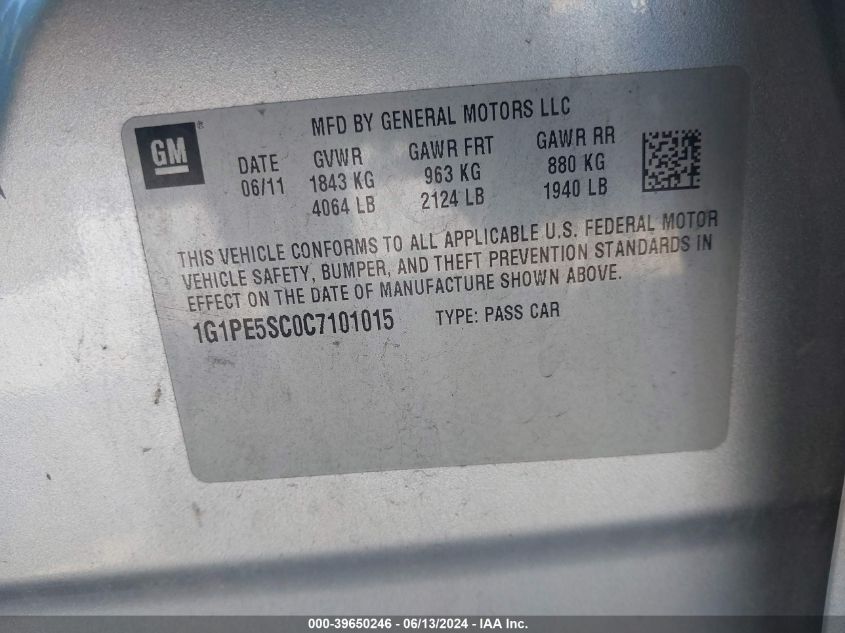 GM ®
MFD BY GENERAL MOTORS LLC
DATE GVWR GAWR FRT GAWR RR
06/11 1843 KG 963 KG 880 KG
4064 LB 2124 LB 1940 LB
THIS VEHICLE CONFORMS TO ALL APPLICABLE U.S. FEDERAL MOTOR
VEHICLE SAFETY, BUMPER, AND THEFT PREVENTION STANDARDS IN
EFFECT ON THE DATE OF MANUFACTURE SHOWN ABOVE.
1G1PE5SC0C7101015 TYPE: PASS CAR
000-39650246 - 06/13/2024 - IAA Inc.